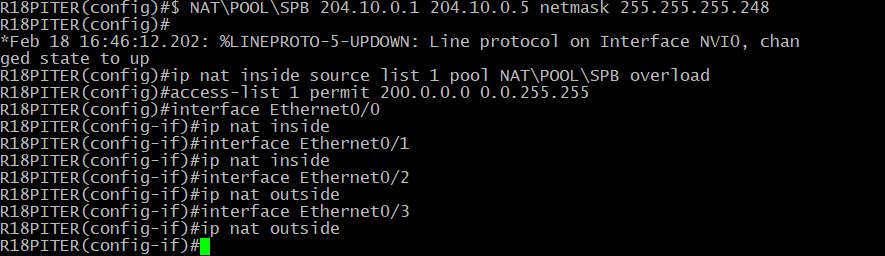 R18PITER(config)#$ NAT\POOL\SPB 204.10.0.1 204.10.0.5 netmask 255.255.255.248
R18PITER(config)#
*Feb 18 16:46:12.202: %LINEPROTO-5-UPDOWN: Line protocol on Interface NVI0, chan
ged state to up
R18PITER(config)#ip nat inside source list 1 pool NAT\POOL\SPB overload
R18PITER(config)#access-list 1 permit 200.0.0.0 0.0.255.255
R18PITER(config)#interface Ethernet0/0
R18PITER(config-if)#ip nat inside
R18PITER(config-if)#interface Ethernet0/1
R18PITER(config-if)#ip nat inside
R18PITER(config-if)#interface Ethernet0/2
R18PITER(config-if)#ip nat outside
R18PITER(config-if)#interface Ethernet0/3
R18PITER(config-if)#ip nat outside
R18PITER(config-if)#